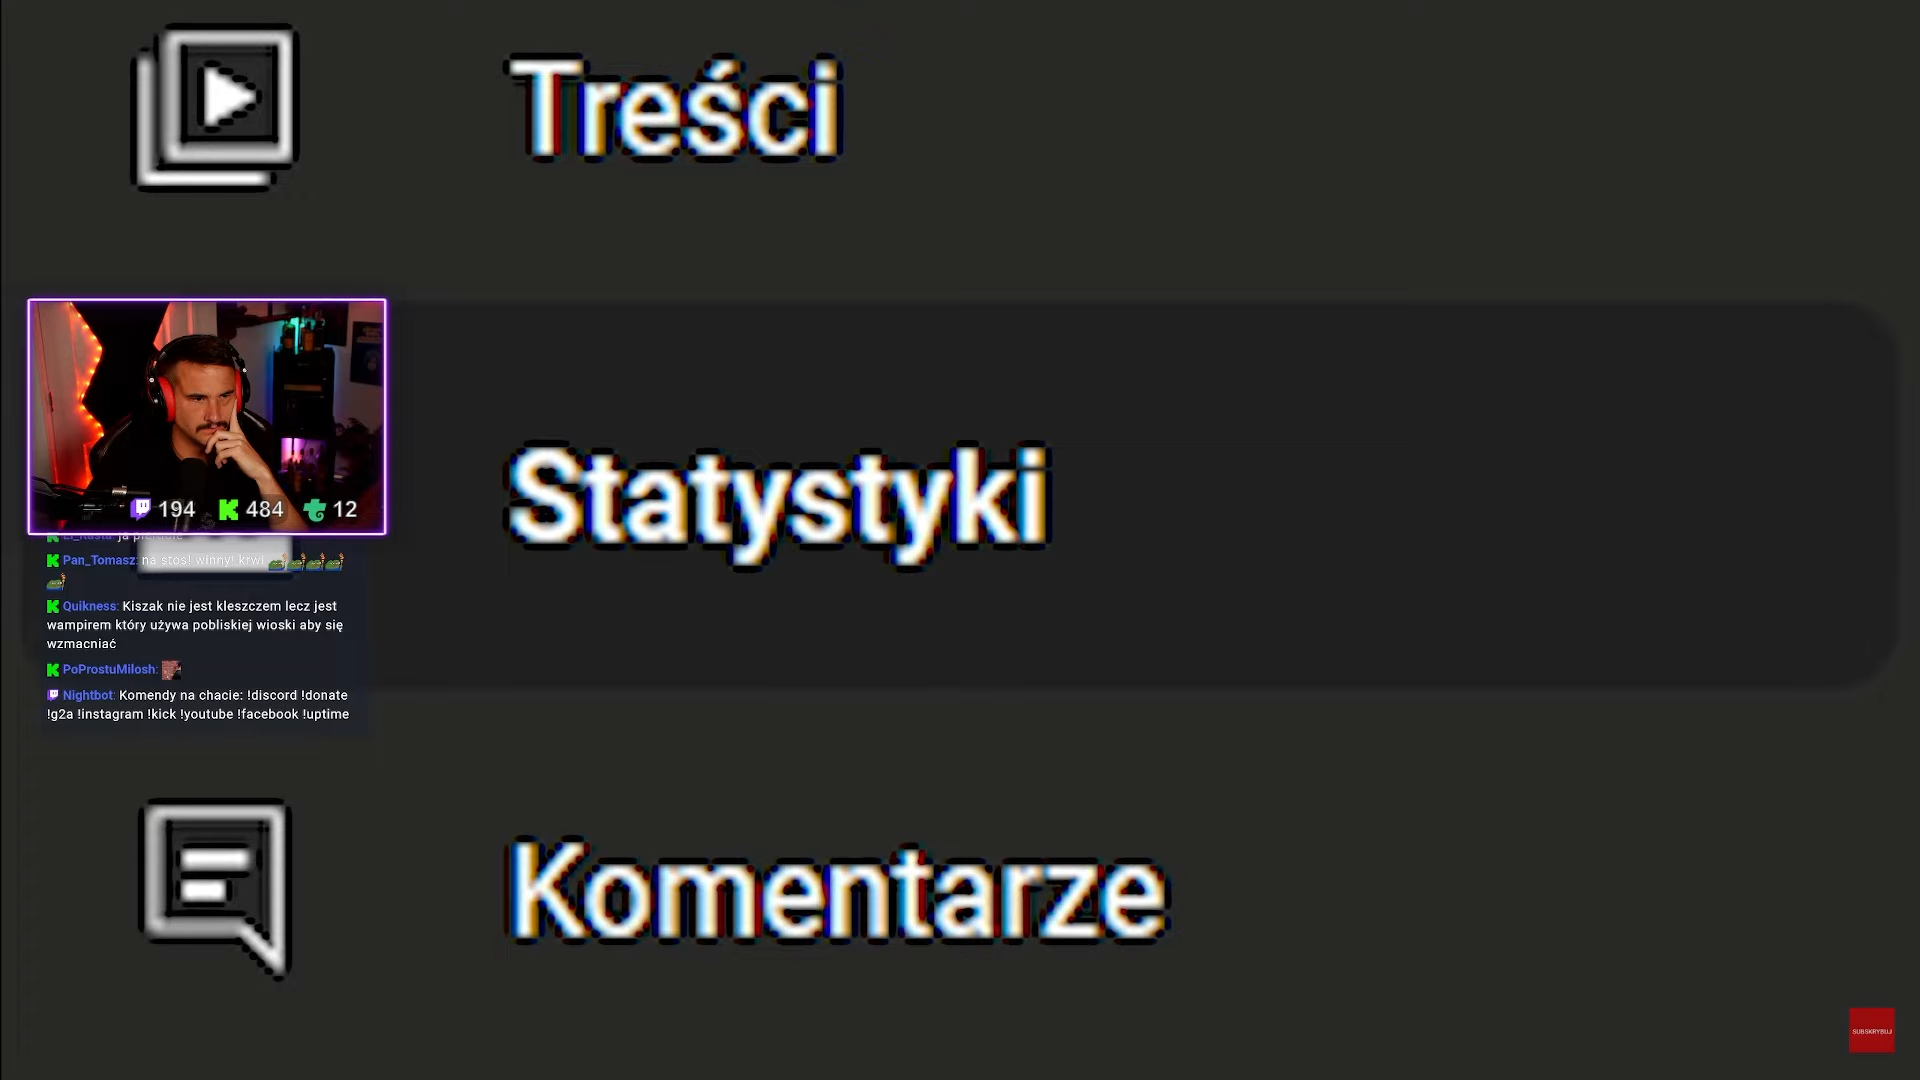 Treści
Statystyki
194 484 12
Pan_Tomasz: na stos! winny! krwi
Quikness: Kiszak nie jest kleszczem lecz jest
wampirem który używa pobliskiej wioski aby się
wzmacniać
PoProstuMilosh:
Nightbot: Komendy na chacie: !discord !donate
!g2a !instagram !kick !youtube !facebook !uptime
Komentarze
SUBSKRYBUJ